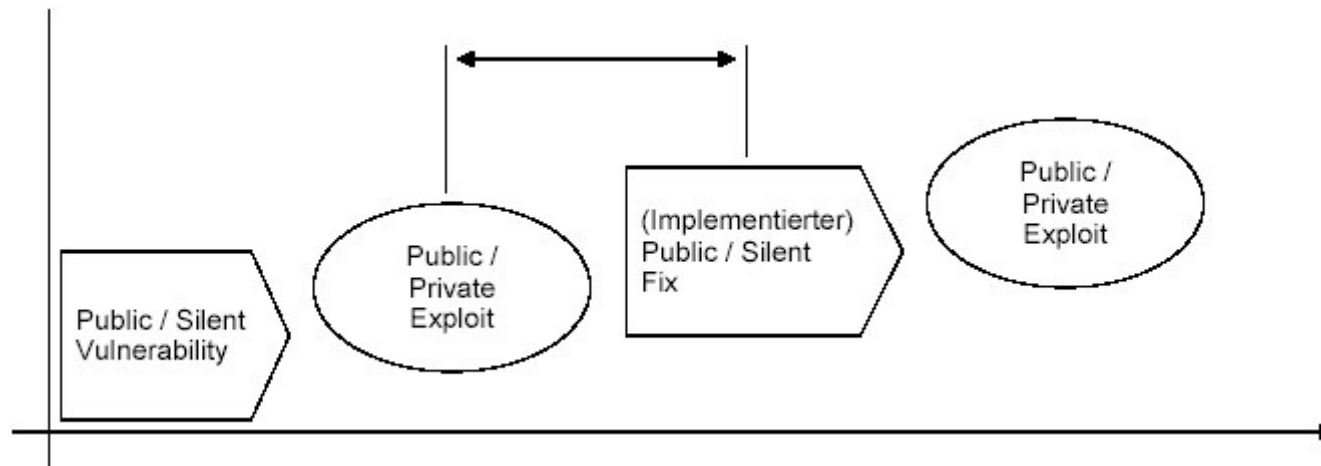 Public / Silent
Vulnerability
Public /
Private
Exploit
(Implementierter)
Public / Silent
Fix
Public /
Private
Exploit